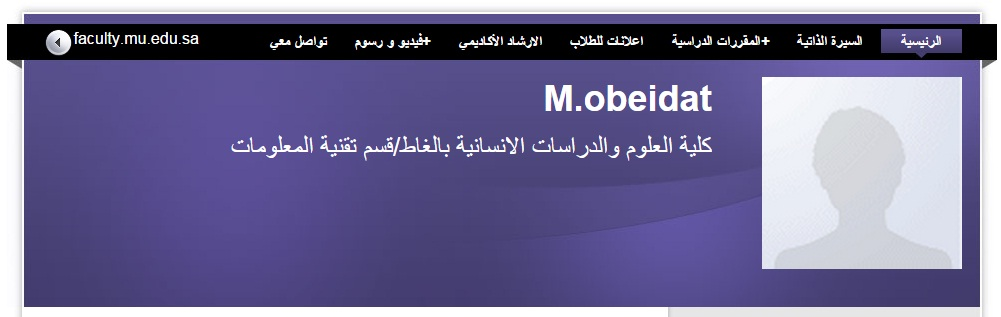 الرئيسية السيرة الذاتية +المقررات الدراسية اعلانات للطلاب الارشاد الأكاديمي +فيديو و رسوم تواصل معي faculty.mu.edu.sa
M.obeidat
كلية العلوم والدراسات الانسانية بالغاط/قسم تقنية المعلومات